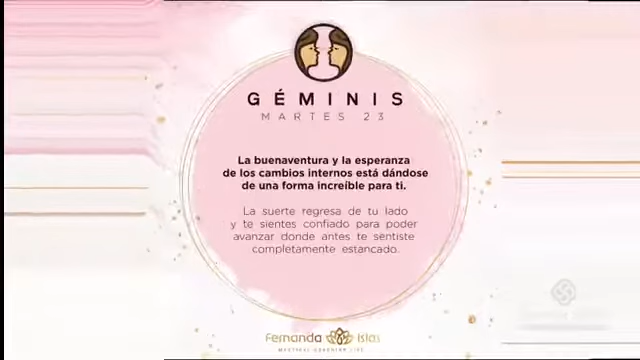 GÉMINIS
MARTES 23
La buenaventura y la esperanza
de los cambios internos está dándose
de una forma increíble para ti.
La suerte regresa de tu lado
y te sientes confiado para poder
avanzar donde antes te sentiste
completamente estancado.
Fernanda Islas